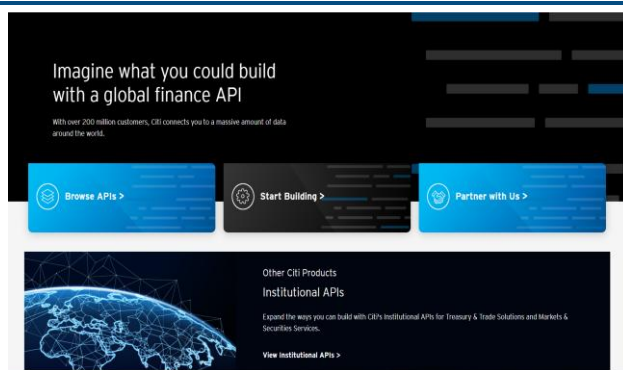 Imagine what you could build
with a global finance API
With over 200 million customers, Citi connects you to a massive amount of data
around the world.
Browse APIs >
Start Building >
Partner with Us >
Other Citi Products
Institutional APIs
Expand the ways you can build with Citi's Institutional APIs for Treasury & Trade Solutions and Markets &
Securities Services.
View Institutional APIs >